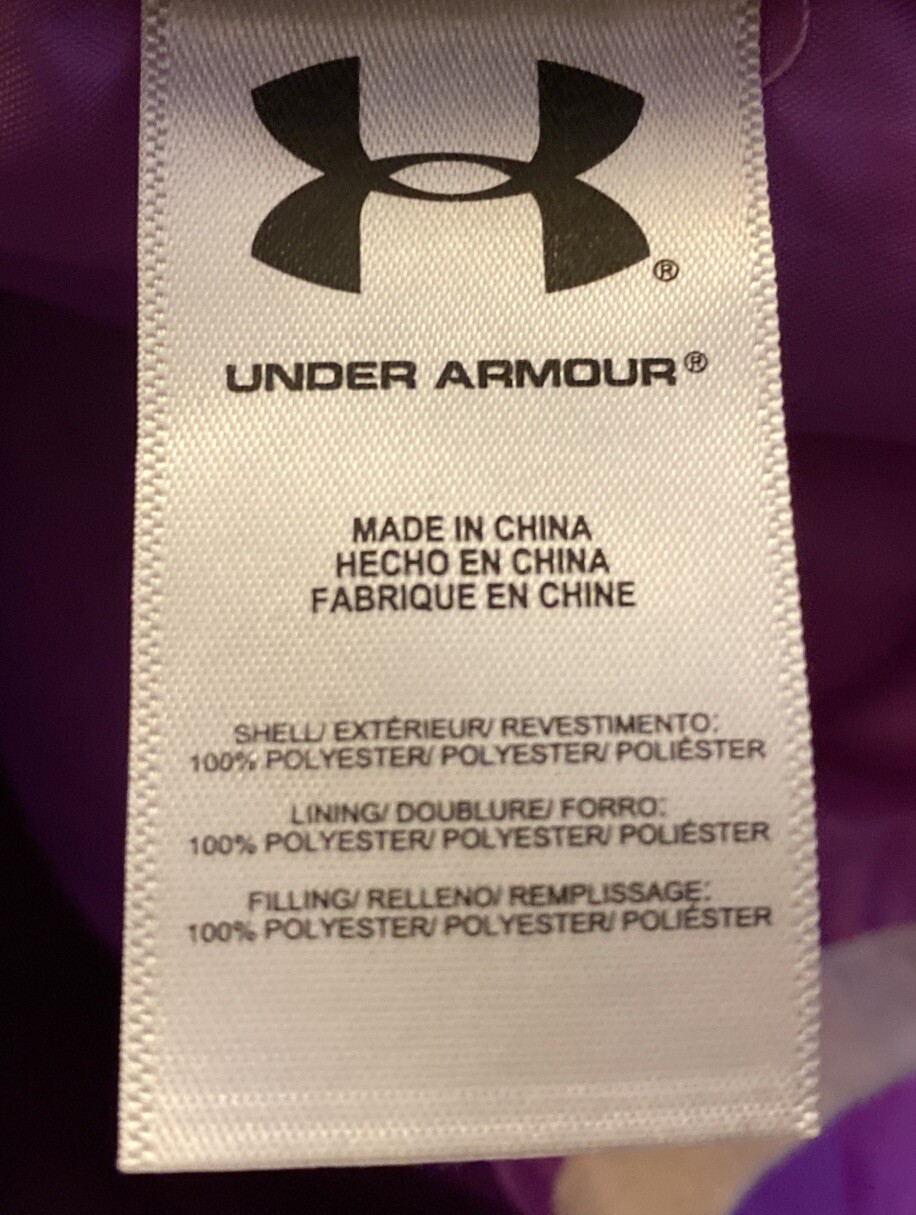 ®
UNDER ARMOUR®
MADE IN CHINA
HECHO EN CHINA
FABRIQUE EN CHINE
SHELL/ EXTÉRIEUR/ REVESTIMENTO:
100% POLYESTER/ POLYESTER/ POLIÉSTER
LINING/ DOUBLURE/ FORRO:
100% POLYESTER/ POLYESTER/ POLIÉSTER
FILLING/ RELLENO/ REMPLISSAGE:
100% POLYESTER/ POLYESTER/ POLIÉSTER